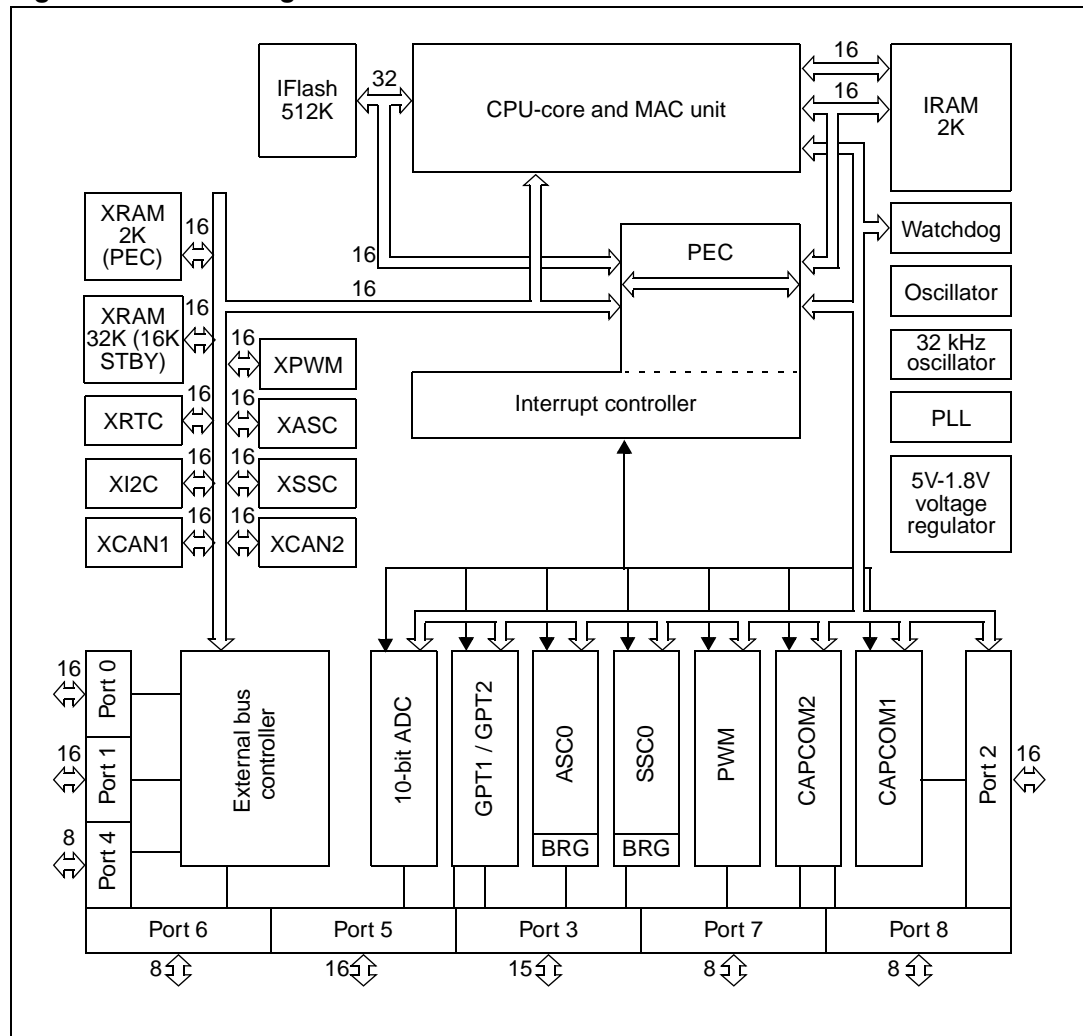 IFlash
512K
32
CPU-core and MAC unit
16
16
IRAM
2K
XRAM
2K
(PEC)
16
16
PEC
Watchdog
16
Oscillator
XRAM
32K (16K
STBY)
16
16
XPWM
32 kHz
oscillator
Interrupt controller
XRTC
16
16
XASC
PLL
XI2C
16
16
XSSC
5V-1.8V
voltage
regulator
XCAN1
16
16
XCAN2
16
Port 0
16
Port 1
8
Port 4
External bus
controller
10-bit ADC
GPT1 / GPT2
ASC0
BRG
SSC0
BRG
PWM
CAPCOM2
CAPCOM1
Port 2
16
Port 6
Port 5
Port 3
Port 7
Port 8
8
16
15
8
8